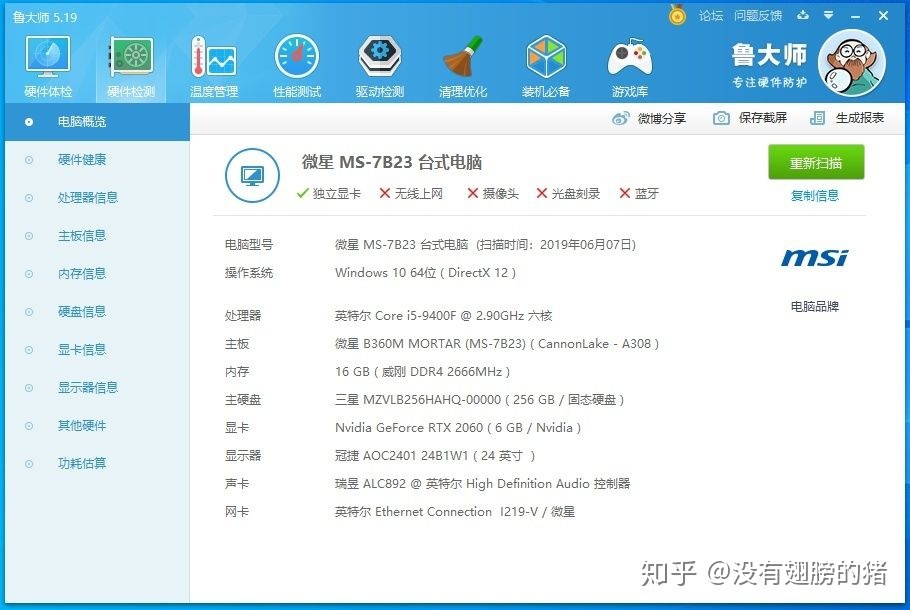 鲁大师 5.19
论坛 问题反馈
硬件体检 硬件检测 温度管理 性能测试 驱动检测 清理优化 装机必备 游戏库
鲁大师
专注硬件防护
微博分享 保存截屏 生成报表
电脑概览
硬件健康
处理器信息
主板信息
内存信息
硬盘信息
显卡信息
显示器信息
其他硬件
功耗估算
微星 MS-7B23 台式电脑
独立显卡 无线上网 摄像头 光盘刻录 蓝牙
重新扫描
复制信息
电脑型号 微星 MS-7B23 台式电脑 (扫描时间：2019年06月07日)
操作系统 Windows 10 64位 ( DirectX 12 )
msi
电脑品牌
处理器 英特尔 Core i5-9400F @ 2.90GHz 六核
主板 微星 B360M MORTAR (MS-7B23) ( CannonLake - A308 )
内存 16 GB ( 威刚 DDR4 2666MHz )
主硬盘 三星 MZVLB256HAHQ-00000 ( 256 GB / 固态硬盘 )
显卡 Nvidia GeForce RTX 2060 ( 6 GB / Nvidia )
显示器 冠捷 AOC2401 24B1W1 ( 24 英寸 )
声卡 瑞昱 ALC892 @ 英特尔 High Definition Audio 控制器
网卡 英特尔 Ethernet Connection I219-V / 微星
知乎 @没有翅膀的猪